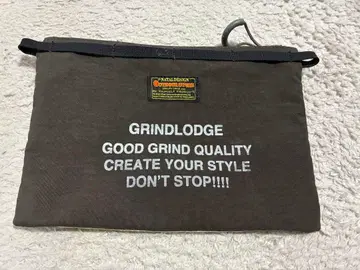 GRINDLODGE
GOOD GRIND QUALITY
CREATE YOUR STYLE
DON'T STOP!!!!